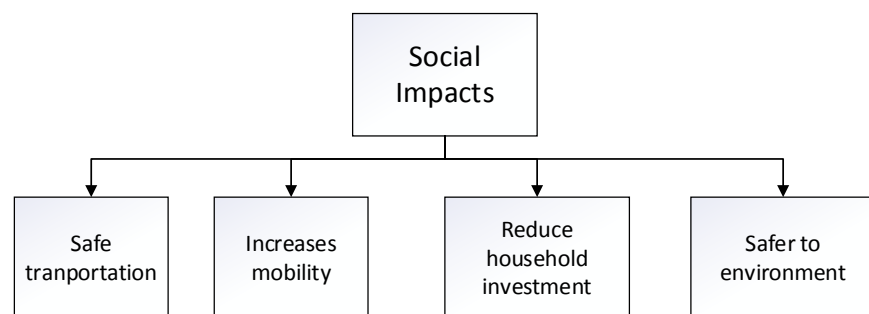 Social
Impacts
Safe
tranportation
Increases
mobility
Reduce
household
investment
Safer to
environment